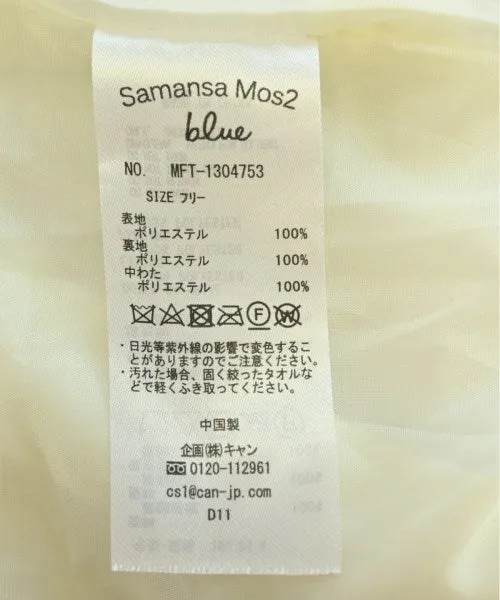 Samansa Mos2
blue
NO. MFT-1304753
SIZE フリー
表地
ポリエステル 100%
裏地
ポリエステル 100%
中わた
ポリエステル 100%
F W
・日光等紫外線の影響で変色するこ
とがありますのでご注意ください。
・汚れた場合、固く絞ったタオルな
どで軽くふき取ってください。
中国製
企画(株)キャン
0120-112961
cs1@can-jp.com
D11